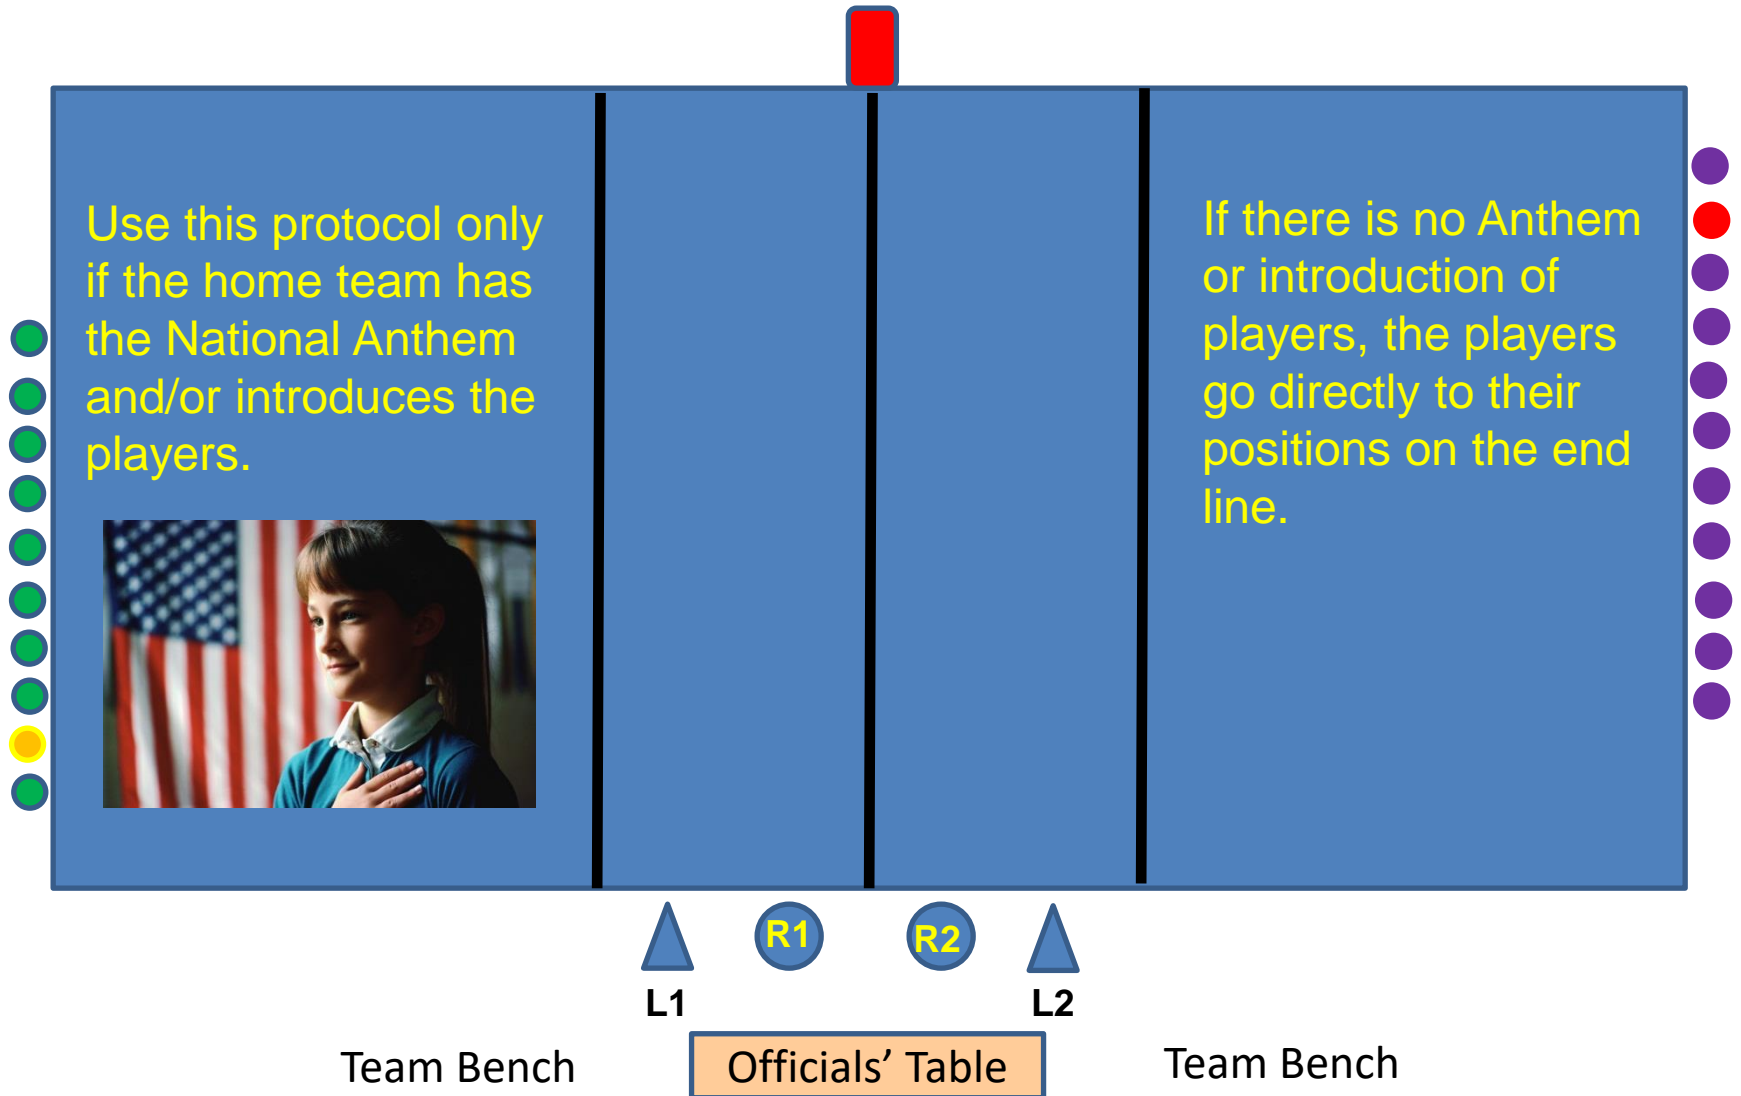 Use this protocol only
if the home team has
the National Anthem
and/or introduces the
players.
If there is no Anthem
or introduction of
players, the players
go directly to their
positions on the end
line.
R1
R2
L1
L2
Team Bench
Officials’ Table
Team Bench